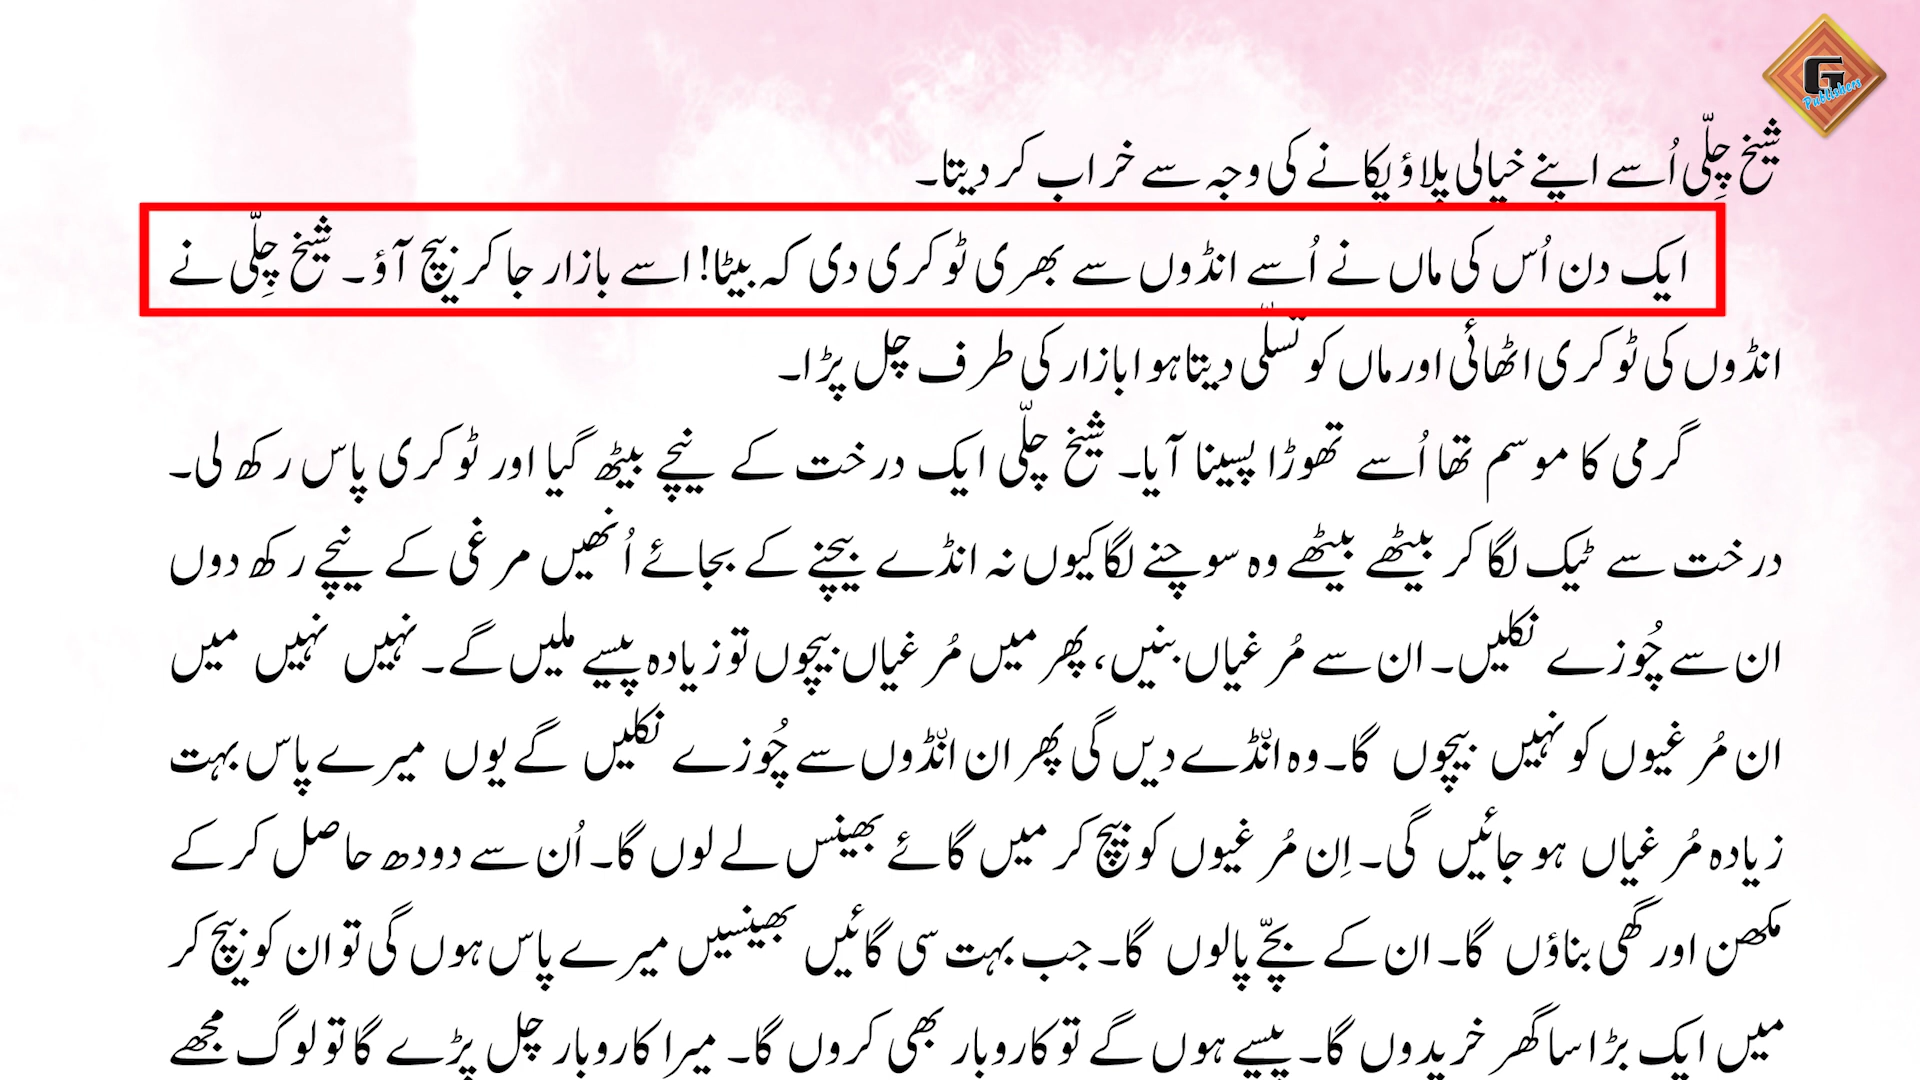 G
Publishers
شیخ چِلّی اُسے اپنے خیالی پلاؤ پکانے کی وجہ سے خراب کر دیتا۔
ایک دن اُس کی ماں نے اُسے انڈوں سے بھری ٹوکری دی کہ بیٹا! اسے بازار جا کر بیچ آؤ۔ شیخ چِلّی نے
انڈوں کی ٹوکری اٹھائی اور ماں کو تسلّی دیتا ہوا بازار کی طرف چل پڑا۔
گرمی کا موسم تھا اُسے تھوڑا پسینا آیا۔ شیخ چلّی ایک درخت کے نیچے بیٹھ گیا اور ٹوکری پاس رکھ لی۔
درخت سے ٹیک لگا کر بیٹھے بیٹھے وہ سوچنے لگا کیوں نہ انڈے بیچنے کے بجائے اُنھیں مرغی کے نیچے رکھ دوں
ان سے چُوزے نکلیں۔ ان سے مُرغیاں بنیں، پھر میں مُرغیاں بیچوں تو زیادہ پیسے ملیں گے۔ نہیں نہیں میں
ان مُرغیوں کو نہیں بیچوں گا۔ وہ انڈے دیں گی پھر ان انڈوں سے چُوزے نکلیں گے یوں میرے پاس بہت
زیادہ مُرغیاں ہو جائیں گی۔ اِن مُرغیوں کو بیچ کر میں گائے بھینس لے لوں گا۔ اُن سے دودھ حاصل کر کے
مکھن اور گھی بناؤں گا۔ ان کے بچّے پالوں گا۔ جب بہت سی گائیں بھینسیں میرے پاس ہوں گی تو ان کو بیچ کر
میں ایک بڑا سا گھر خریدوں گا۔ پیسے ہوں گے تو کاروبار بھی کروں گا۔ میرا کاروبار چل پڑے گا تو لوگ مجھے